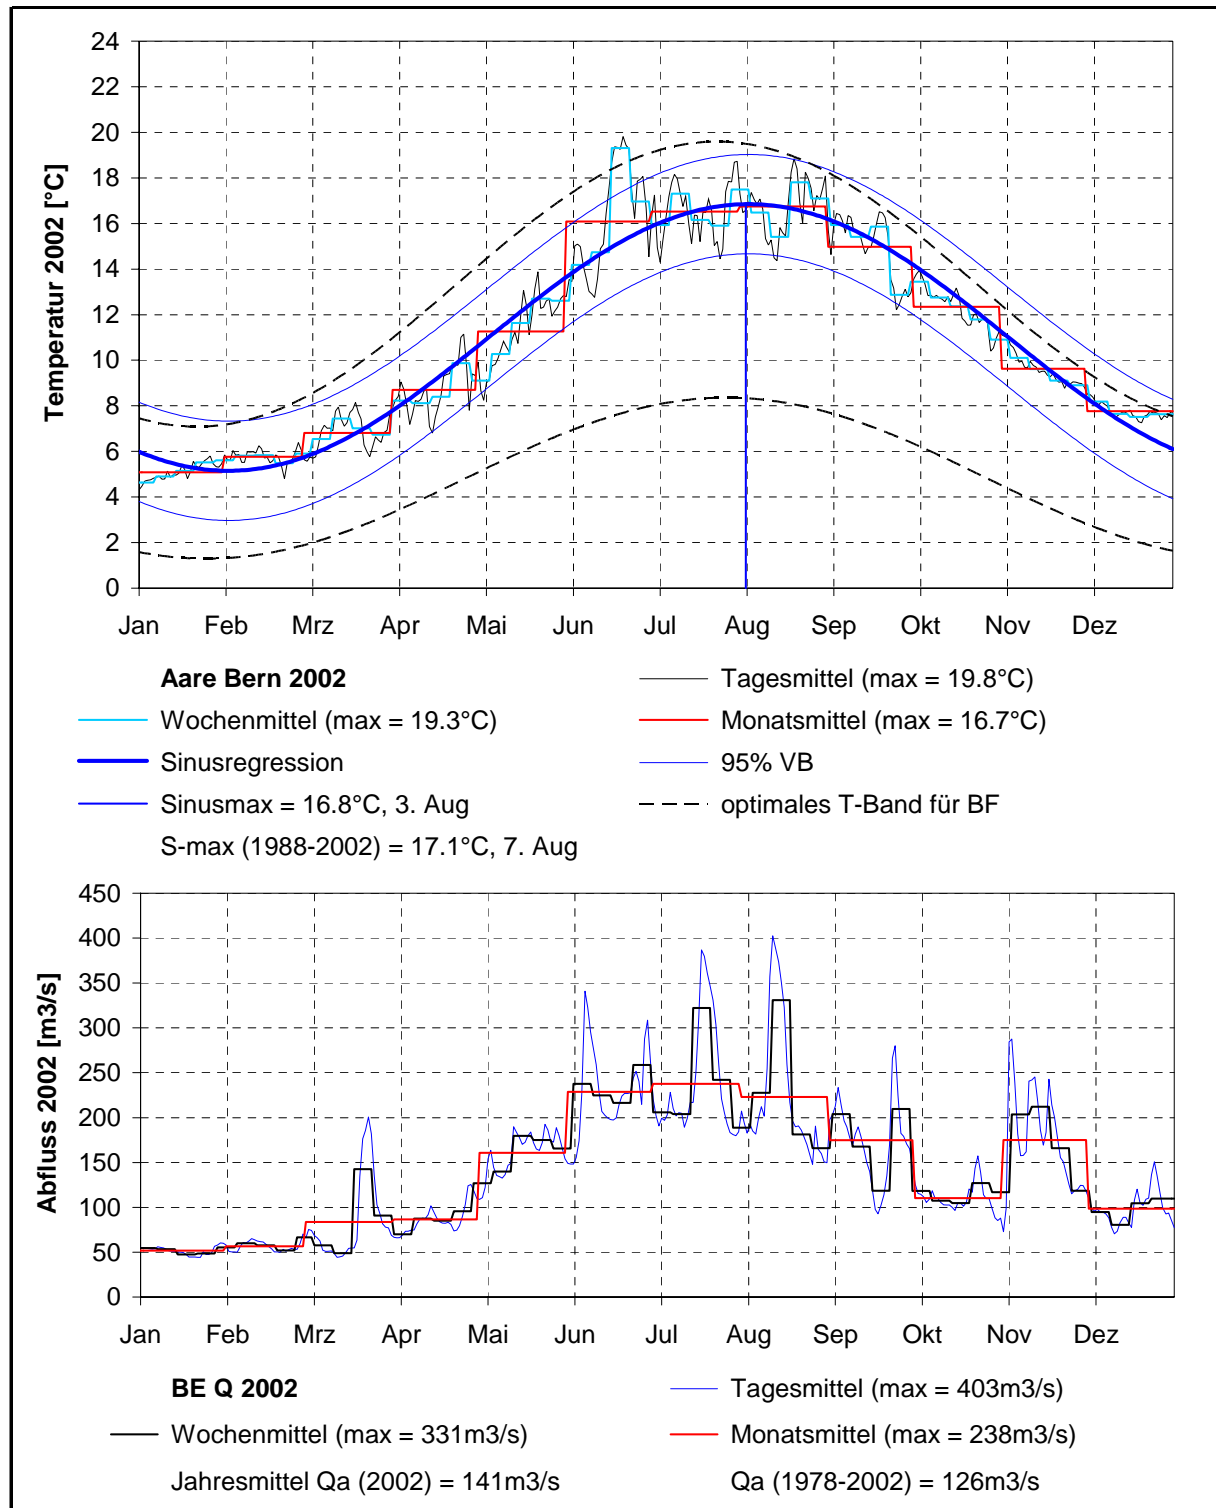 Temperatur 2002 [°C]
24
22
20
18
16
14
12
10
8
6
4
2
0
Jan Feb Mrz Apr Mai Jun Jul Aug Sep Okt Nov Dez
Aare Bern 2002
Tagesmittel (max = 19.8°C)
Wochenmittel (max = 19.3°C)
Monatsmittel (max = 16.7°C)
Sinusregression
95% VB
Sinusmax = 16.8°C, 3. Aug
optimales T-Band für BF
S-max (1988-2002) = 17.1°C, 7. Aug
Abfluss 2002 [m3/s]
450
400
350
300
250
200
150
100
50
0
Jan Feb Mrz Apr Mai Jun Jul Aug Sep Okt Nov Dez
BE Q 2002
Tagesmittel (max = 403m3/s)
Wochenmittel (max = 331m3/s)
Monatsmittel (max = 238m3/s)
Jahresmittel Qa (2002) = 141m3/s
Qa (1978-2002) = 126m3/s